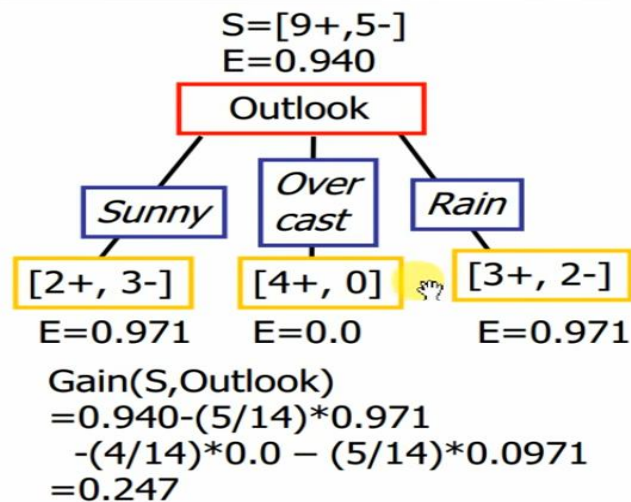 S=[9+,5-]
E=0.940
Outlook
Sunny
Over
cast
Rain
[2+, 3-]
[4+, 0]
[3+, 2-]
E=0.971
E=0.0
E=0.971
Gain(S,Outlook)
=0.940-(5/14)*0.971
-(4/14)*0.0 – (5/14)*0.0971
=0.247